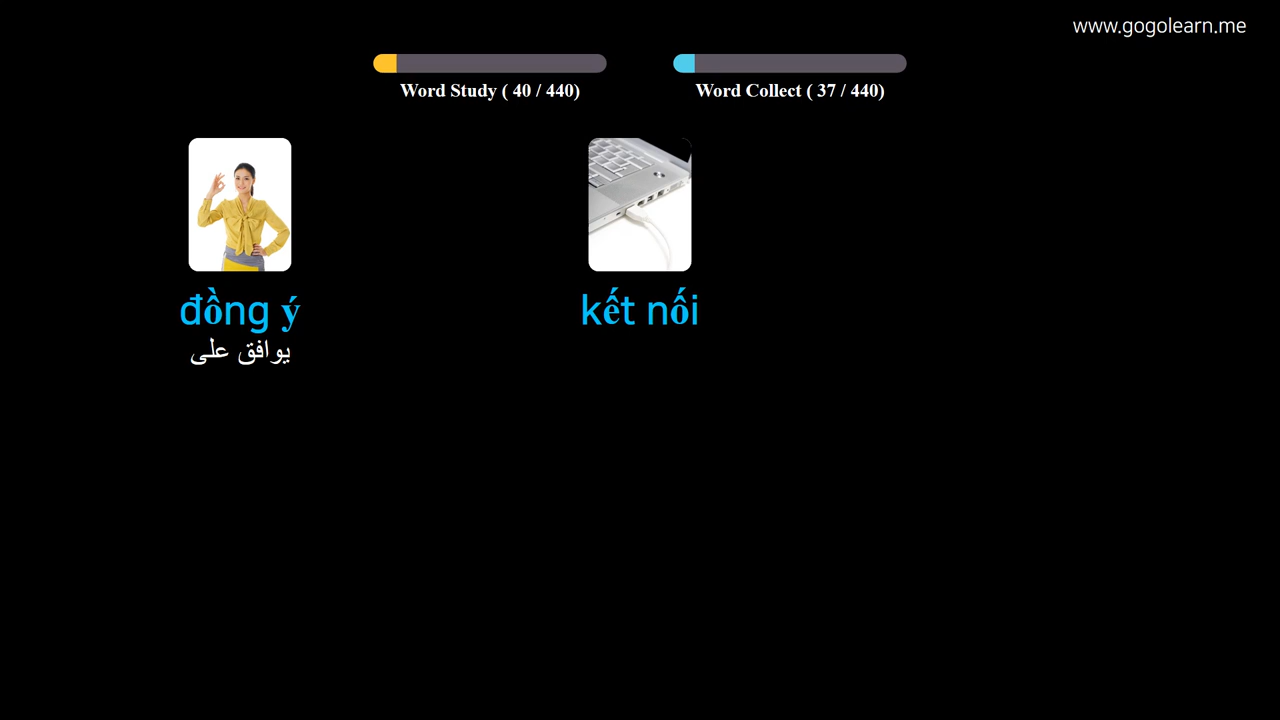 www.gogolearn.me
Word Study ( 40 / 440)
Word Collect ( 37 / 440)
đồng ý
kết nối
يوافق على